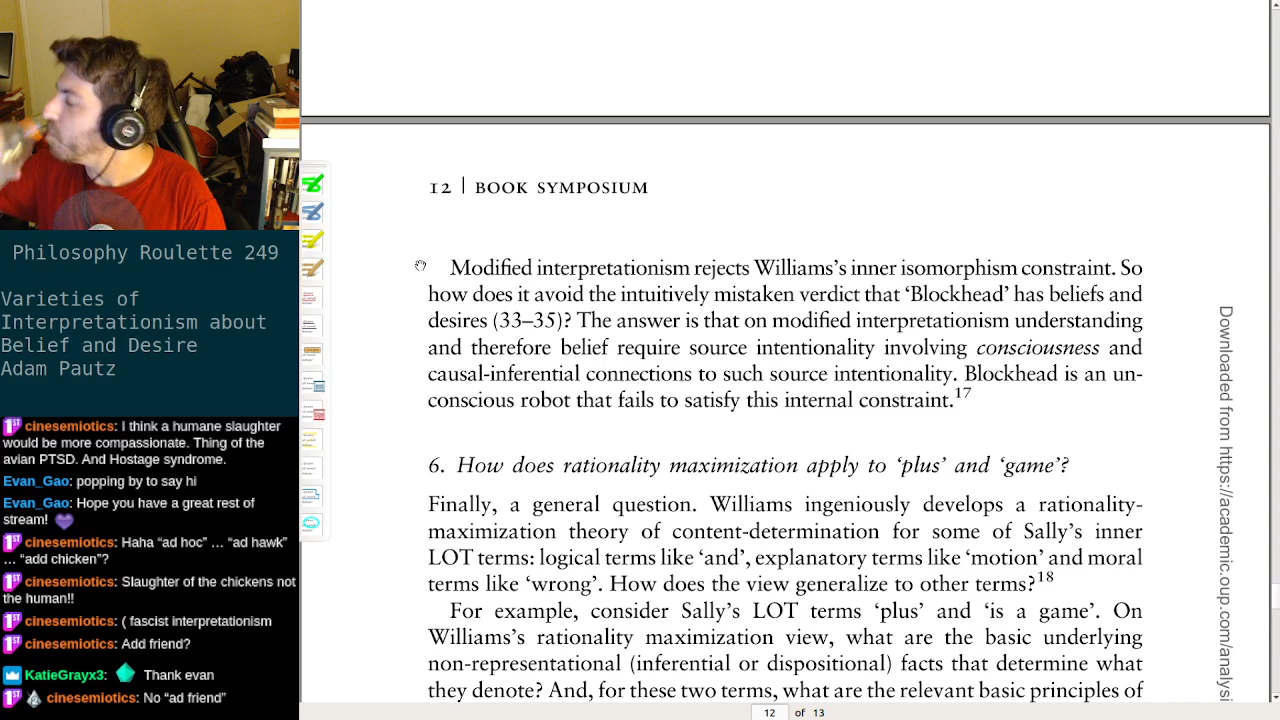 Philosophy Roulette 249
Varieties of
Interpretationism about
Belief and Desire
Adam Pautz
cinesemiotics: I think a humane slaughter
would be more compassionate. Thing of the
avian PTSD. And Hostage syndrome.
Evan_Gao: popping by to say hi
Evan_Gao: Hope you have a great rest of
stream!
cinesemiotics: Haha “ad hoc” … “ad hawk”
… “add chicken”?
cinesemiotics: Slaughter of the chickens not
the human!!
cinesemiotics: ( fascist interpretationism
cinesemiotics: Add friend?
KatieGrayx3: Thank evan
cinesemiotics: No “ad friend”
12 | BOOK SYMPOSIUM
Modified interpretationism rejects Williams’s inner isomorphism constraint. So
how does it avoid the intuitively mistaken verdict that ‘Blockhead’ has belief and
desire (33–35)? The answer is that on modified interpretationism understanding
and therefore belief require source intentionality involving consciousness and
causal-inferential connections to such source intentionality. Blockhead is an un-
conscious robot that fails to satisfy this internal constraint.17
6. How does rationality maximization apply to ‘plus’ and ‘game’?
Finally, a general question. Williams ingeniously develops a rationality-
maximization theory of content-determination for some of Sally’s inner
LOT terms: logical terms like ‘and’, explanatory terms like ‘motion’ and moral
terms like ‘wrong’. How does the view generalize to other terms?18
For example, consider Sally’s LOT terms ‘plus’ and ‘is a game’. On
Williams’s rationality maximization view, what are the basic underlying
non-representational (inferential or dispositional) facts that determine what
they denote? And, for these two terms, what are the relevant basic principles of
Downloaded from https://academic.oup.com/analysi
12 of 13